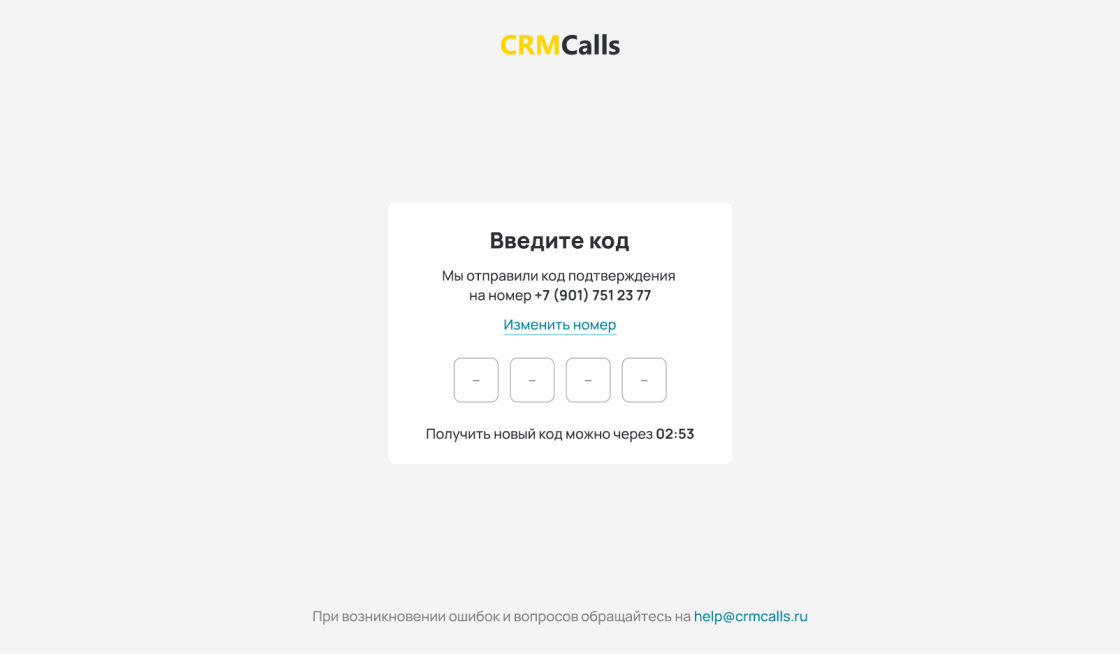 CRMCalls
Введите код
Мы отправили код подтверждения
на номер +7 (901) 751 23 77
Изменить номер
– – – –
Получить новый код можно через 02:53
При возникновении ошибок и вопросов обращайтесь на help@crmcalls.ru